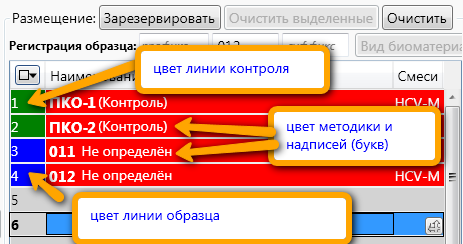 Размещение: Зарезервировать Очистить выделенные Очистить
Регистрация образца: 012
Вид биоматериа
цвет линии контроля
Смеси
1 ПКО-1 (Контроль) HCV-M
2 ПКО-2 (Контроль)
цвет методики и надписей (букв)
3 011 Не определён
4 012 Не определён HCV-M
5
цвет линии образца
6